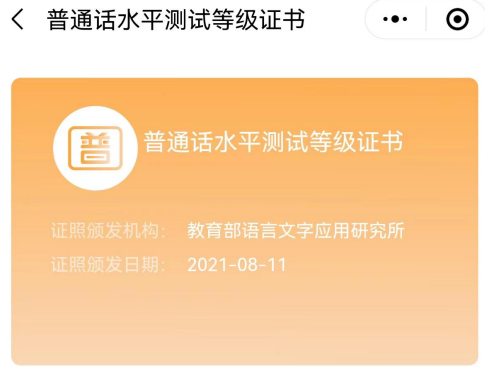 普通话水平测试等级证书
普
普通话水平测试等级证书
证照颁发机构： 教育部语言文字应用研究所
证照颁发日期： 2021-08-11